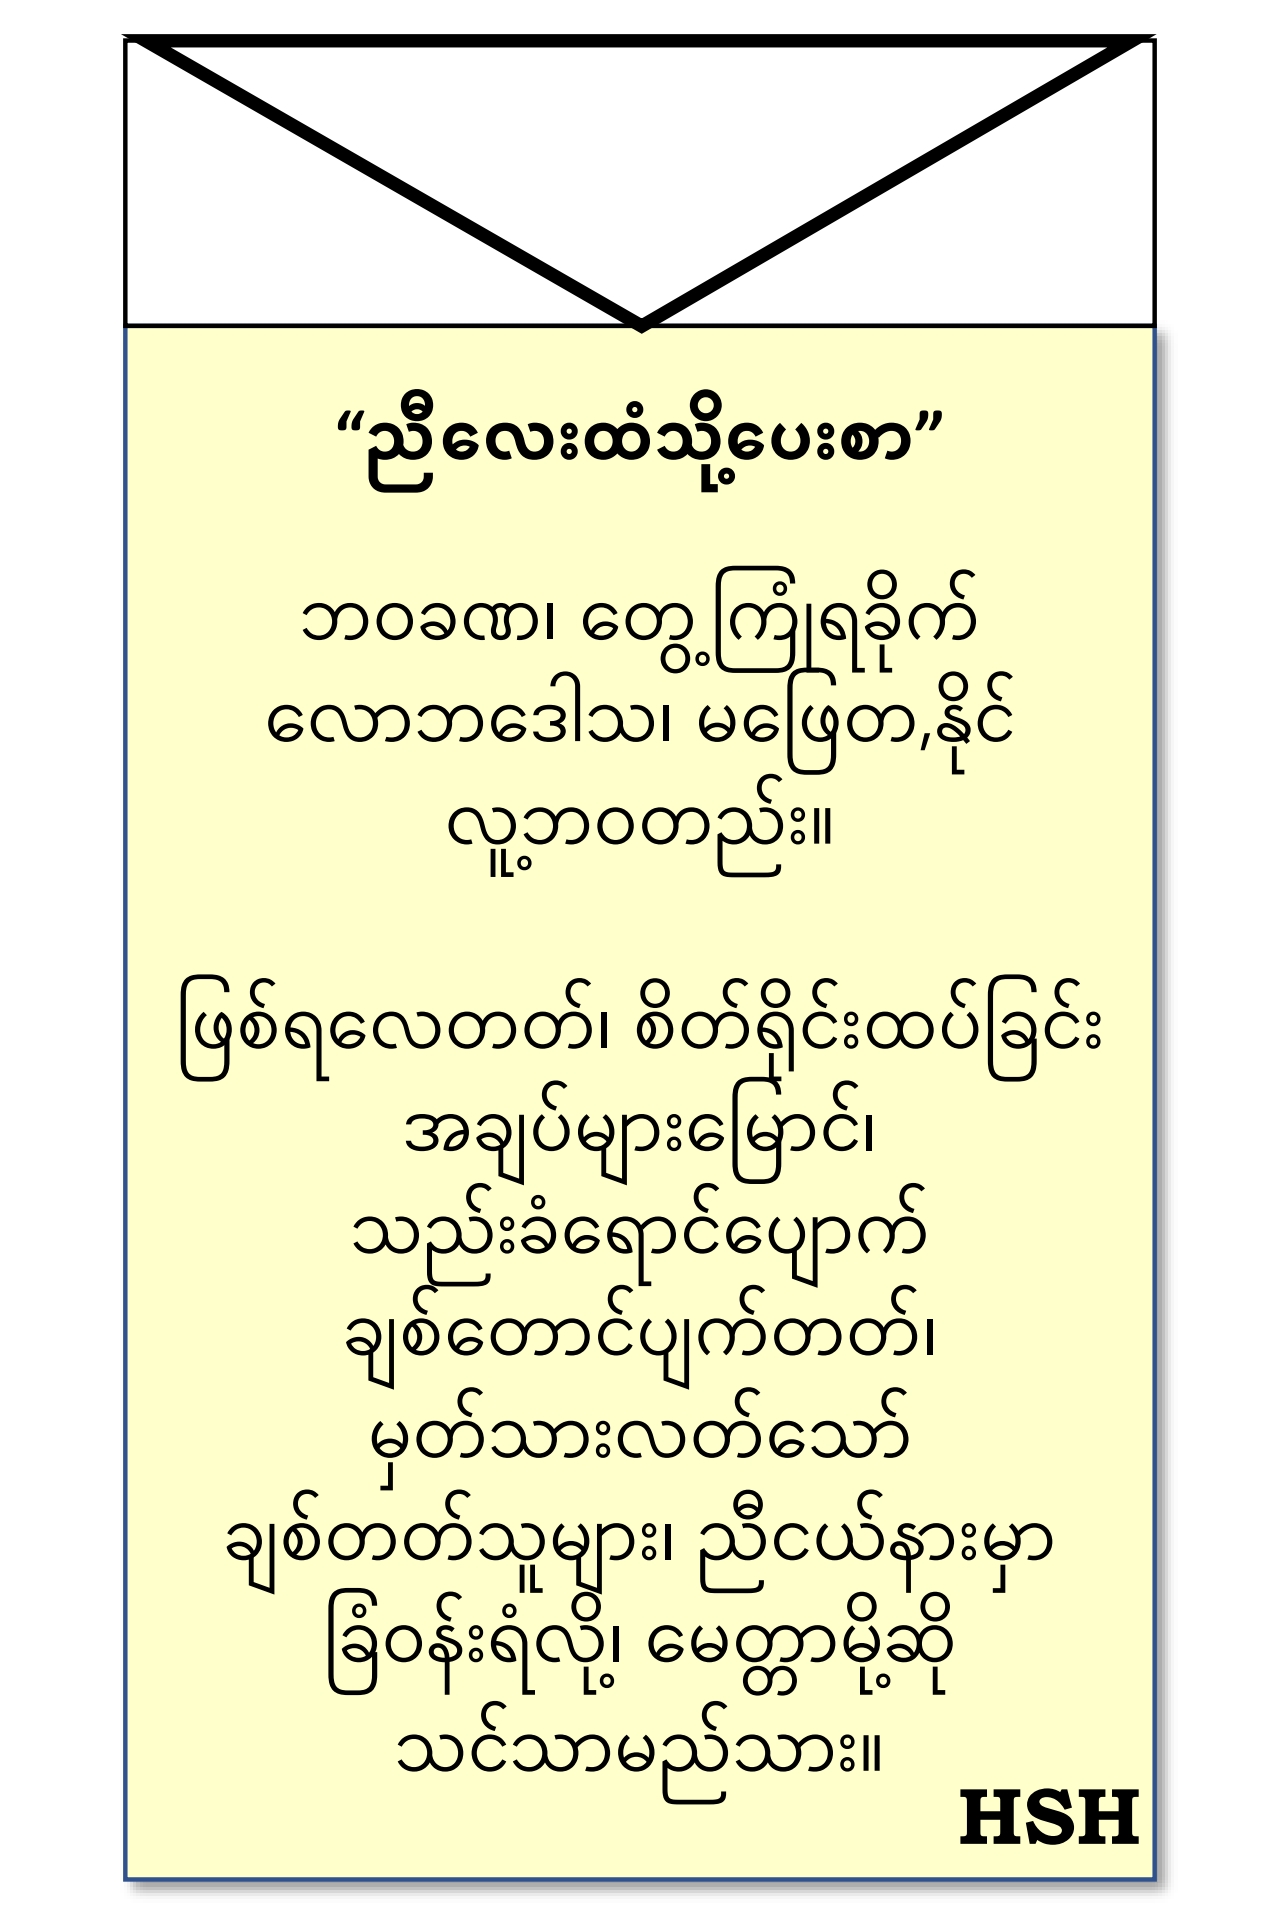 “ညီလေးထံသို့ပေးစာ”
ဘဝခဏ၊ တွေ့ကြုံရခိုက်
လောဘဒေါသ၊ မဖြေတ,နိုင်
လူ့ဘဝတည်း။
ဖြစ်ရလေတတ်၊ စိတ်ရိုင်းထပ်ခြင်း
အချုပ်များမြောင်၊
သည်းခံရောင်ပျောက်
ချစ်တောင်ပျက်တတ်၊
မှတ်သားလတ်သော်
ချစ်တတ်သူများ၊ ညီငယ်နားမှာ
ခြံဝန်းရံလို့၊ မေတ္တာမို့ဆို
သင်သာမည်သား။
HSH